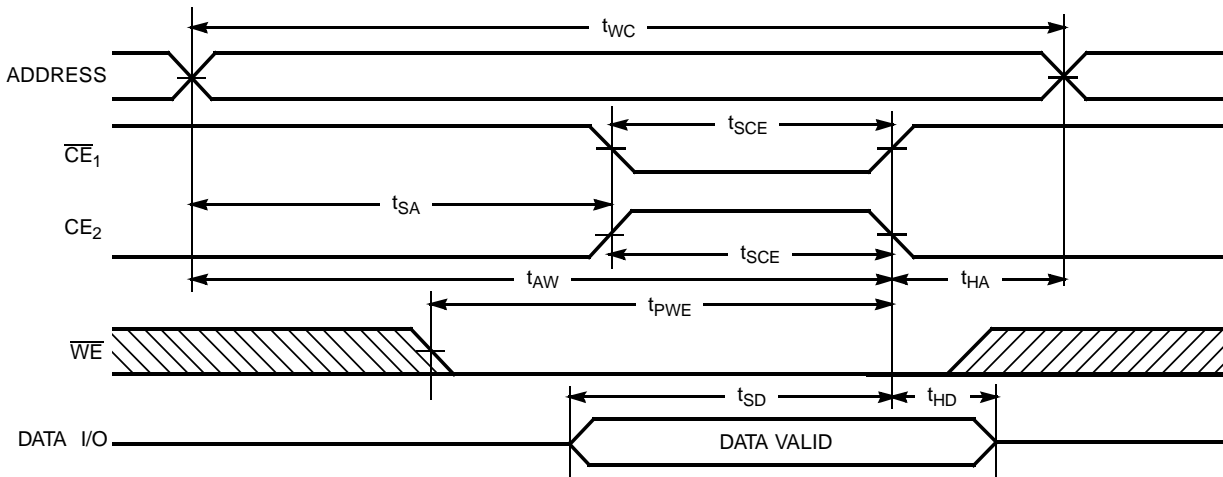 tWC
ADDRESS
tSCE
CE1
tSA
CE2
tSCE
tAW
tHA
tPWE
WE
tSD
tHD
DATA I/O
DATA VALID